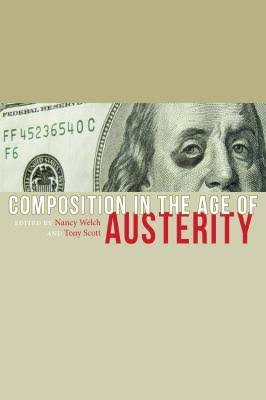 FEDERAL RESERVE
FF45236540C
F6
COMPOSITION IN THE AGE OF
EDITED BY Nancy Welch
AND Tony Scott
AUSTERITY